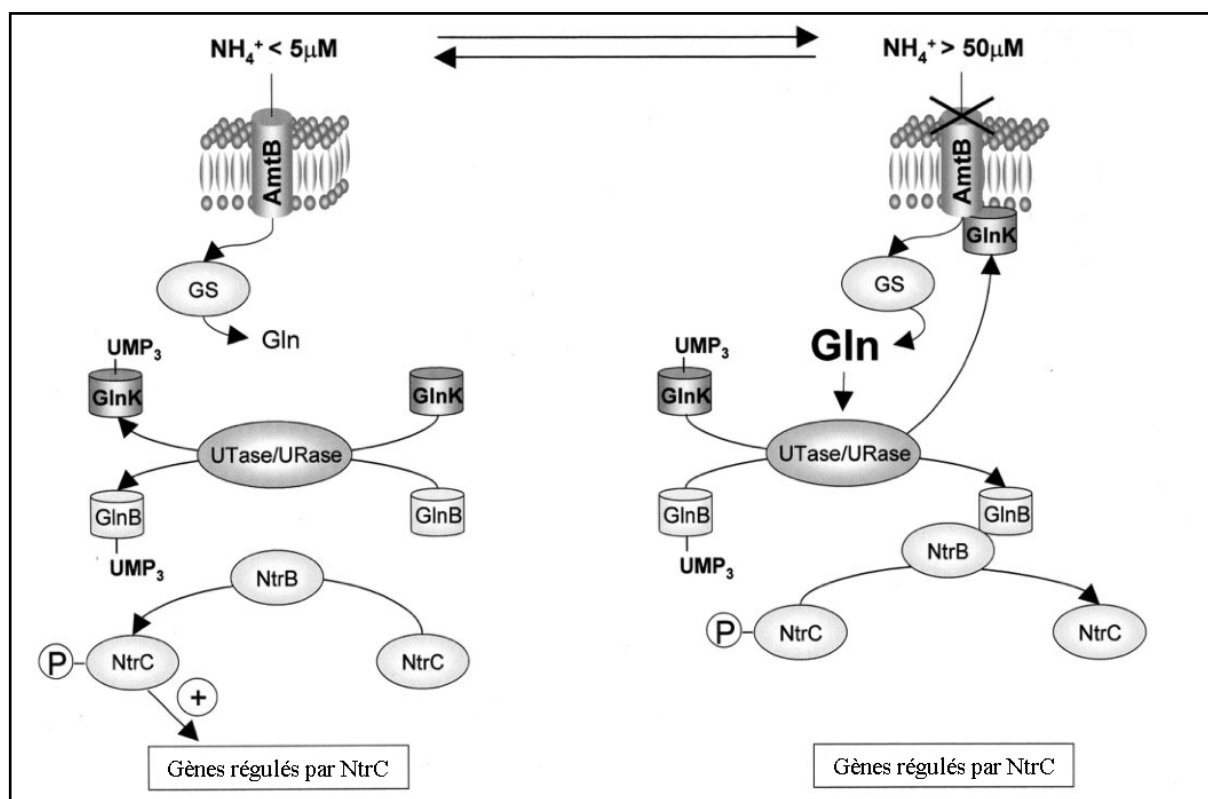 NH₄⁺ < 5µM
AmtB
GS
Gln
UMP₃
GlnK
GlnK
UTase/URase
GlnB
GlnB
UMP₃
NtrB
P
NtrC
NtrC
+
Gènes régulés par NtrC
NH₄⁺ > 50µM
AmtB
GlnK
GS
Gln
UMP₃
GlnK
UTase/URase
GlnB
GlnB
UMP₃
NtrB
P
NtrC
NtrC
Gènes régulés par NtrC